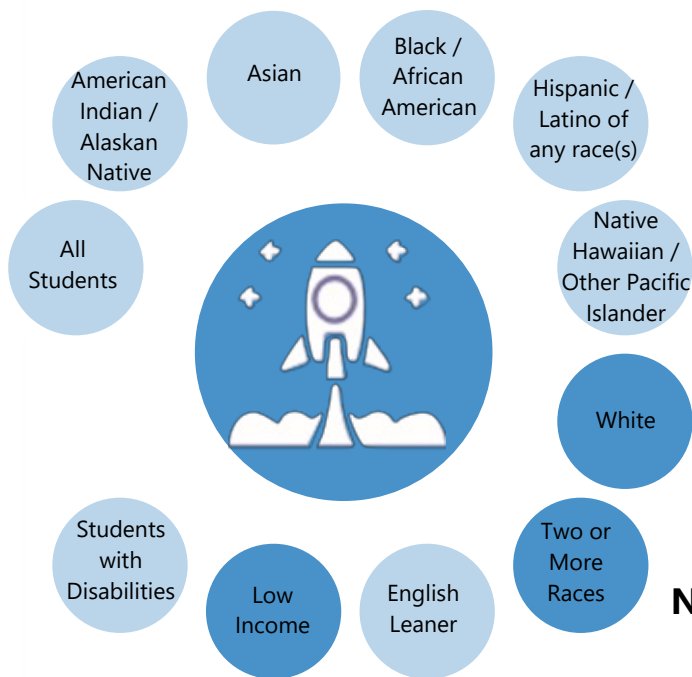 American
Indian /
Alaskan
Native
Asian
Black /
African
American
Hispanic /
Latino of
any race(s)
All
Students
Native
Hawaiian /
Other Pacific
Islander
White
Students
with
Disabilities
Low
Income
English
Leaner
Two or
More
Races
N